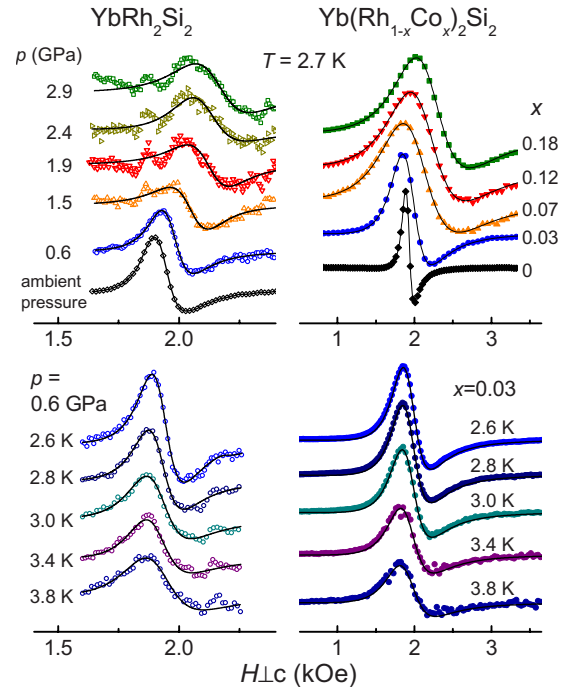 YbRh₂Si₂
Yb(Rh₁₋ₓCoₓ)₂Si₂
p (GPa)
T = 2.7 K
2.9
2.4
1.9
1.5
0.6
ambient
pressure
x
0.18
0.12
0.07
0.03
0
1.5
2.0
1
2
3
p =
0.6 GPa
2.6 K
2.8 K
3.0 K
3.4 K
3.8 K
x=0.03
2.6 K
2.8 K
3.0 K
3.4 K
3.8 K
1.5
2.0
1
2
3
H⊥c (kOe)